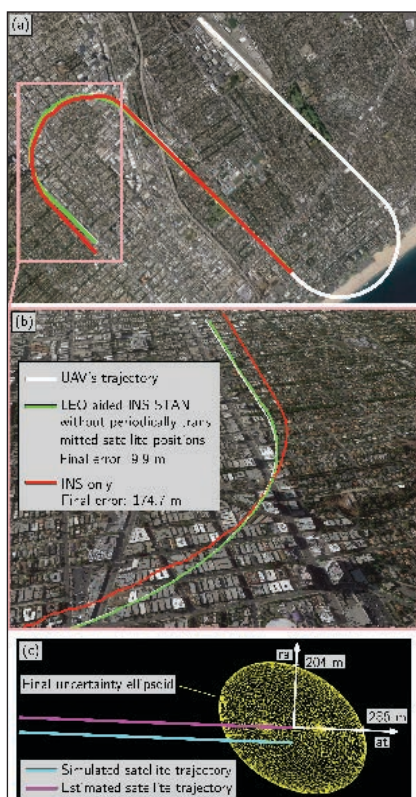 (a)
(b)
UAV's trajectory
LEO aided INS STAN
without periodically trans
mitted satellite positions
Final error: 9.9 m
INS only
Final error: 174.7 m
(c)
ra
204 m
Final uncertainty ellipsoid
at
Simulated satellite trajectory
Estimated satellite trajectory